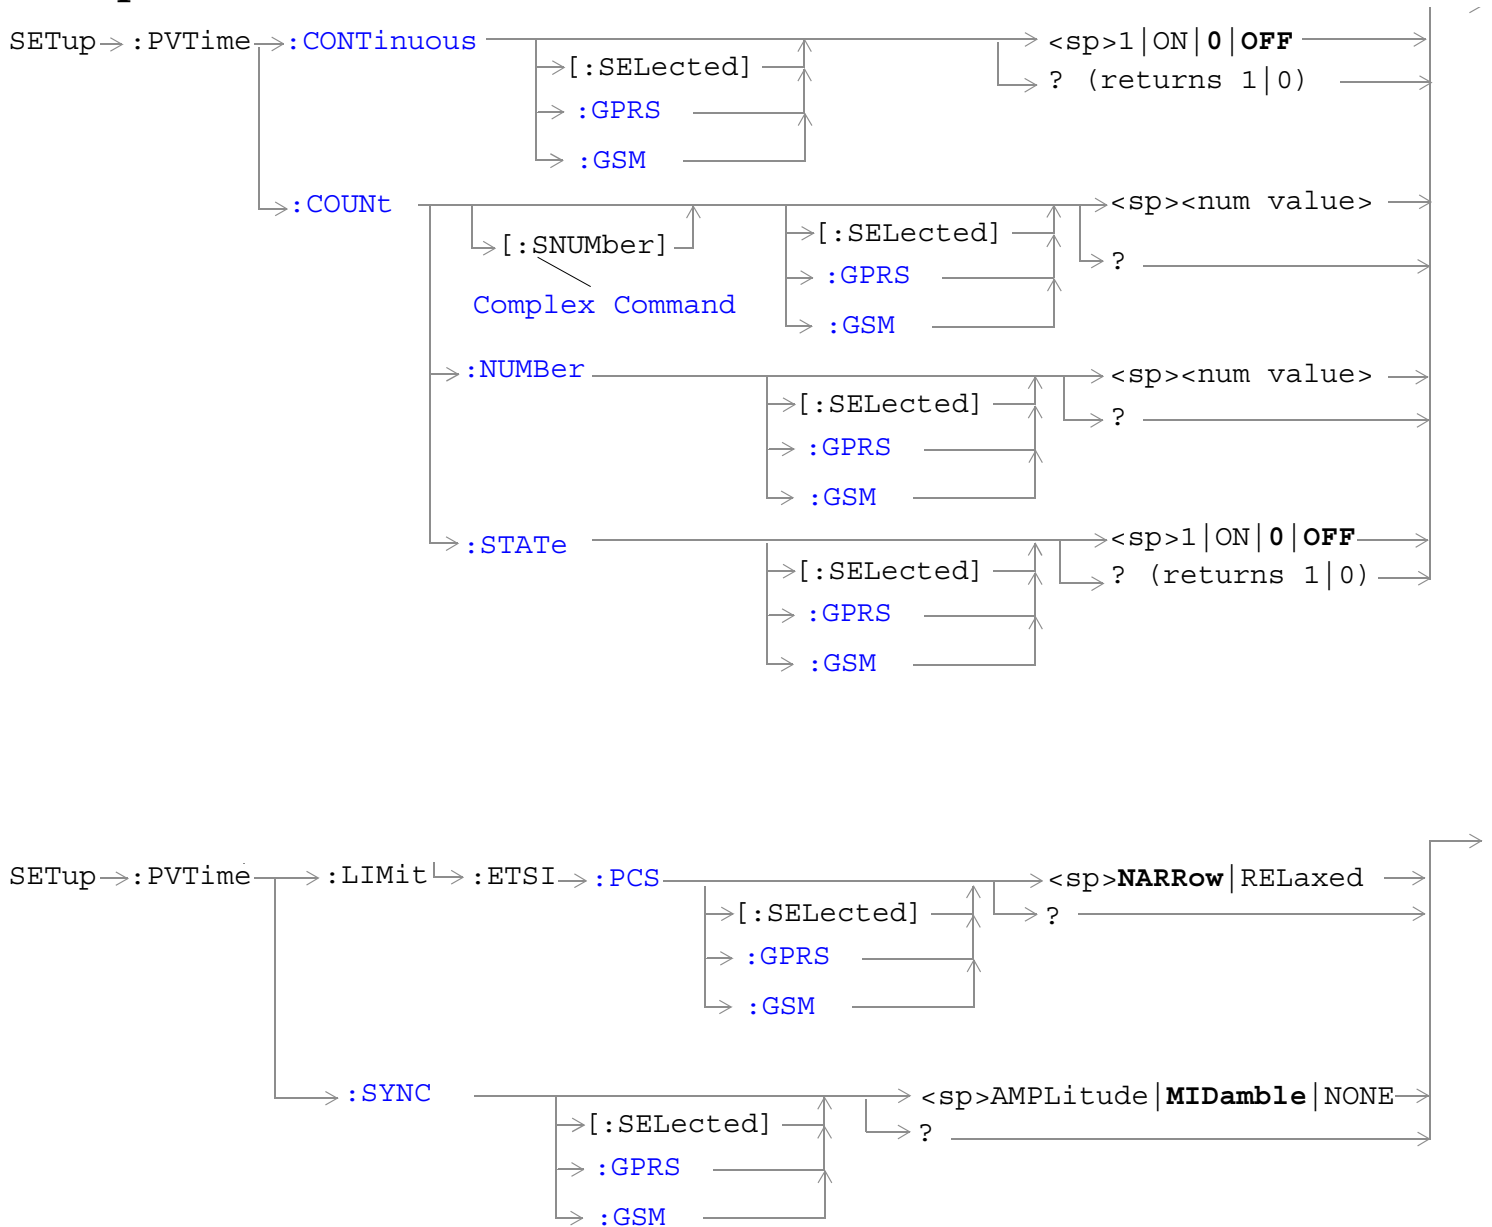 SETup :PVTime :CONTinuous <sp>1|ON|0|OFF
[:SELected] ? (returns 1|0)
:GPRS
:GSM
:COUNt <sp><num value>
[:SNUMber] [:SELected]
? 
:GPRS
Complex Command
:GSM
:NUMBer <sp><num value>
[:SELected] ?
:GPRS
:GSM
:STATe <sp>1|ON|0|OFF
[:SELected] ? (returns 1|0)
:GPRS
:GSM
SETup :PVTime :LIMit :ETSI :PCS <sp>NARRow|RELaxed
[:SELected] ?
:GPRS
:GSM
:SYNC <sp>AMPLitude|MIDamble|NONE
[:SELected] ?
:GPRS
:GSM